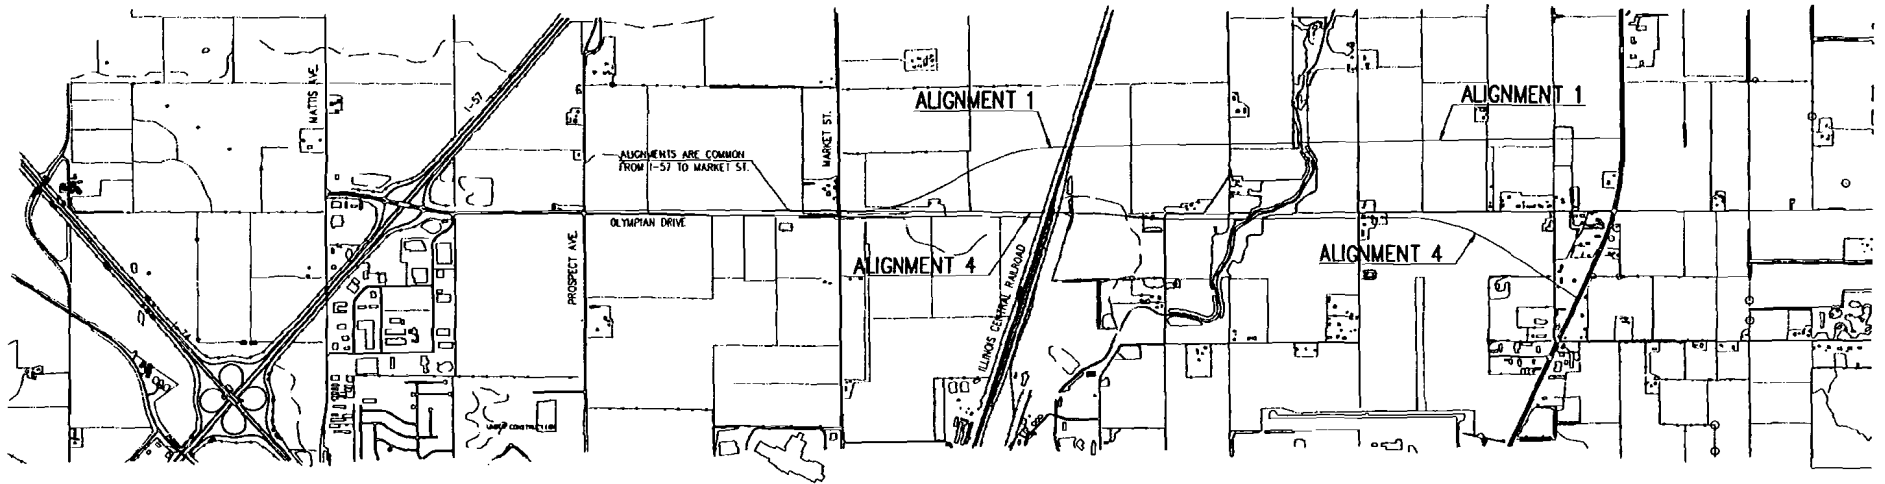 MATTIS AVE.
I-57
ALIGNMENT 1
ALIGNMENT 1
MARKET ST.
ALIGNMENTS ARE COMMON
FROM I-57 TO MARKET ST.
OLYMPIAN DRIVE
PROSPECT AVE.
ALIGNMENT 4
ALIGNMENT 4
ILLINOIS CENTRAL RAILROAD
I-74
UNDER CONSTRUCTION